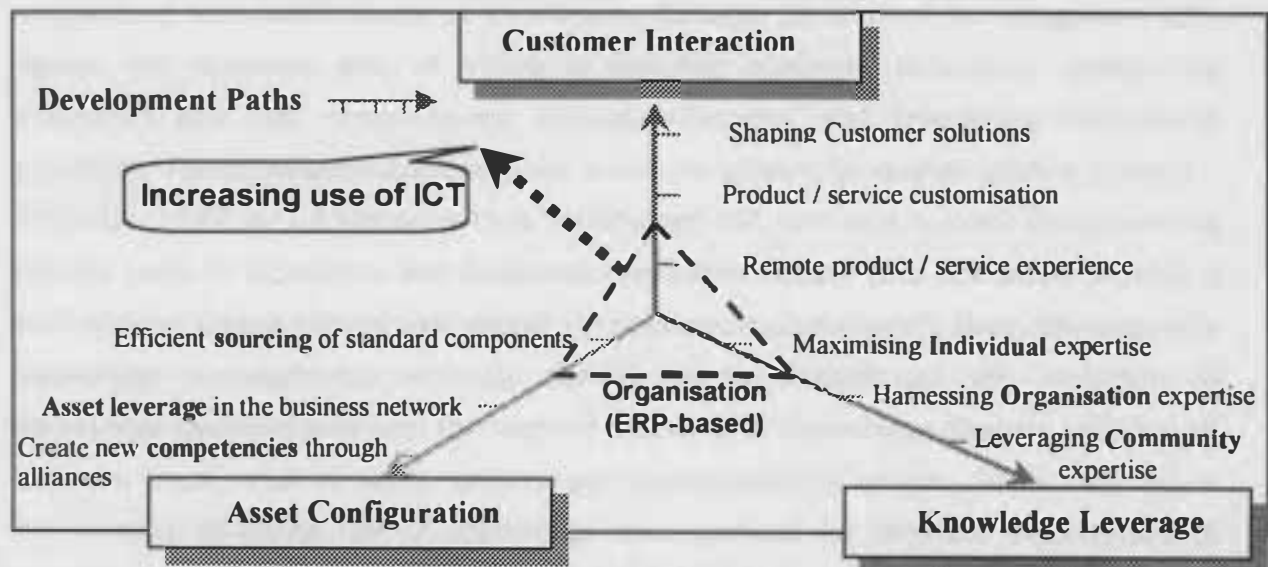 Customer Interaction
Development Paths
Shaping Customer solutions
Increasing use of ICT
Product / service customisation
Remote product / service experience
Efficient sourcing of standard components
Maximising Individual expertise
Organisation
(ERP-based)
Asset leverage in the business network
Harnessing Organisation expertise
Create new competencies through
alliances
Leveraging Community
expertise
Asset Configuration
Knowledge Leverage